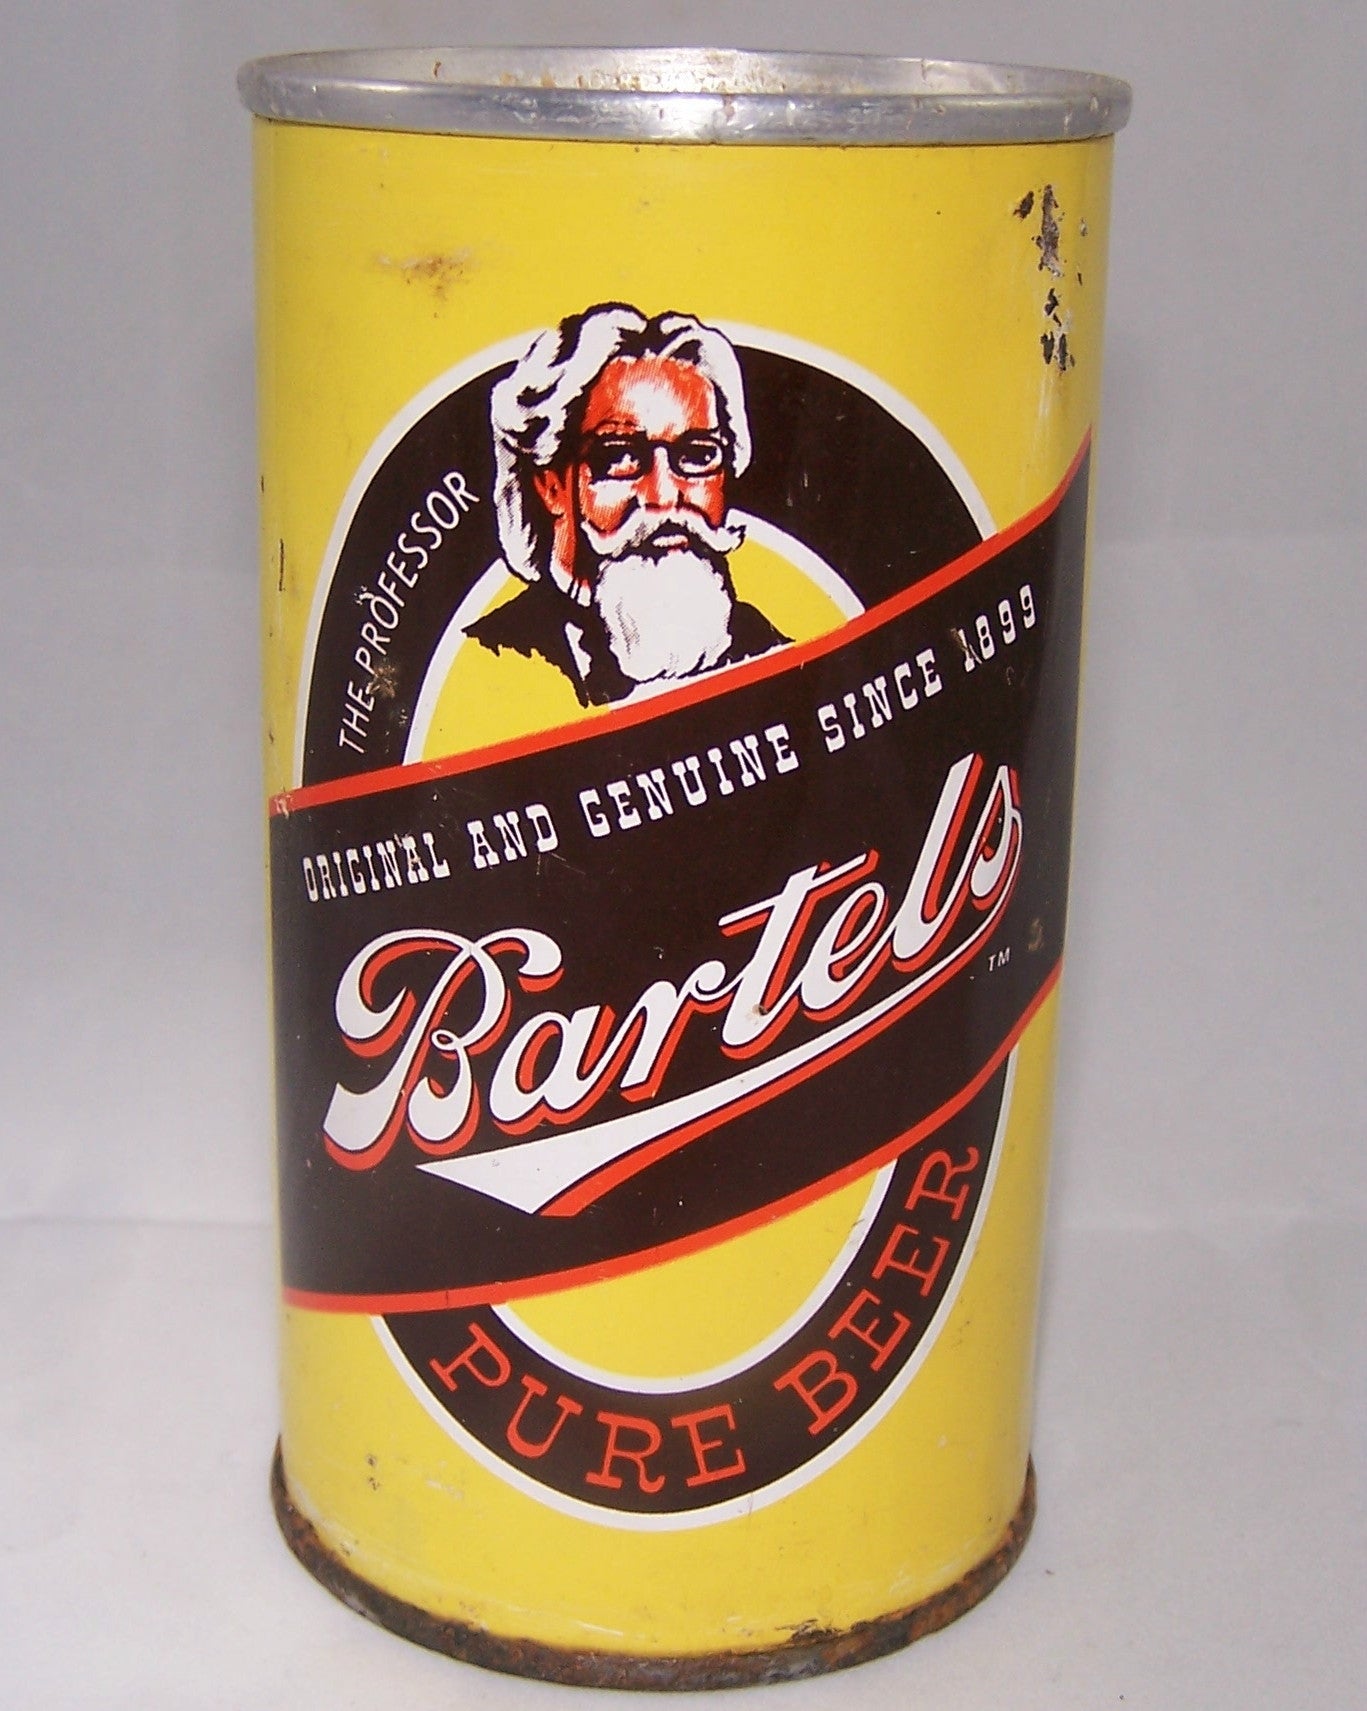 THE PROFESSOR
ORIGINAL AND GENUINE SINCE 1899
Bartels
TM
PURE BEER